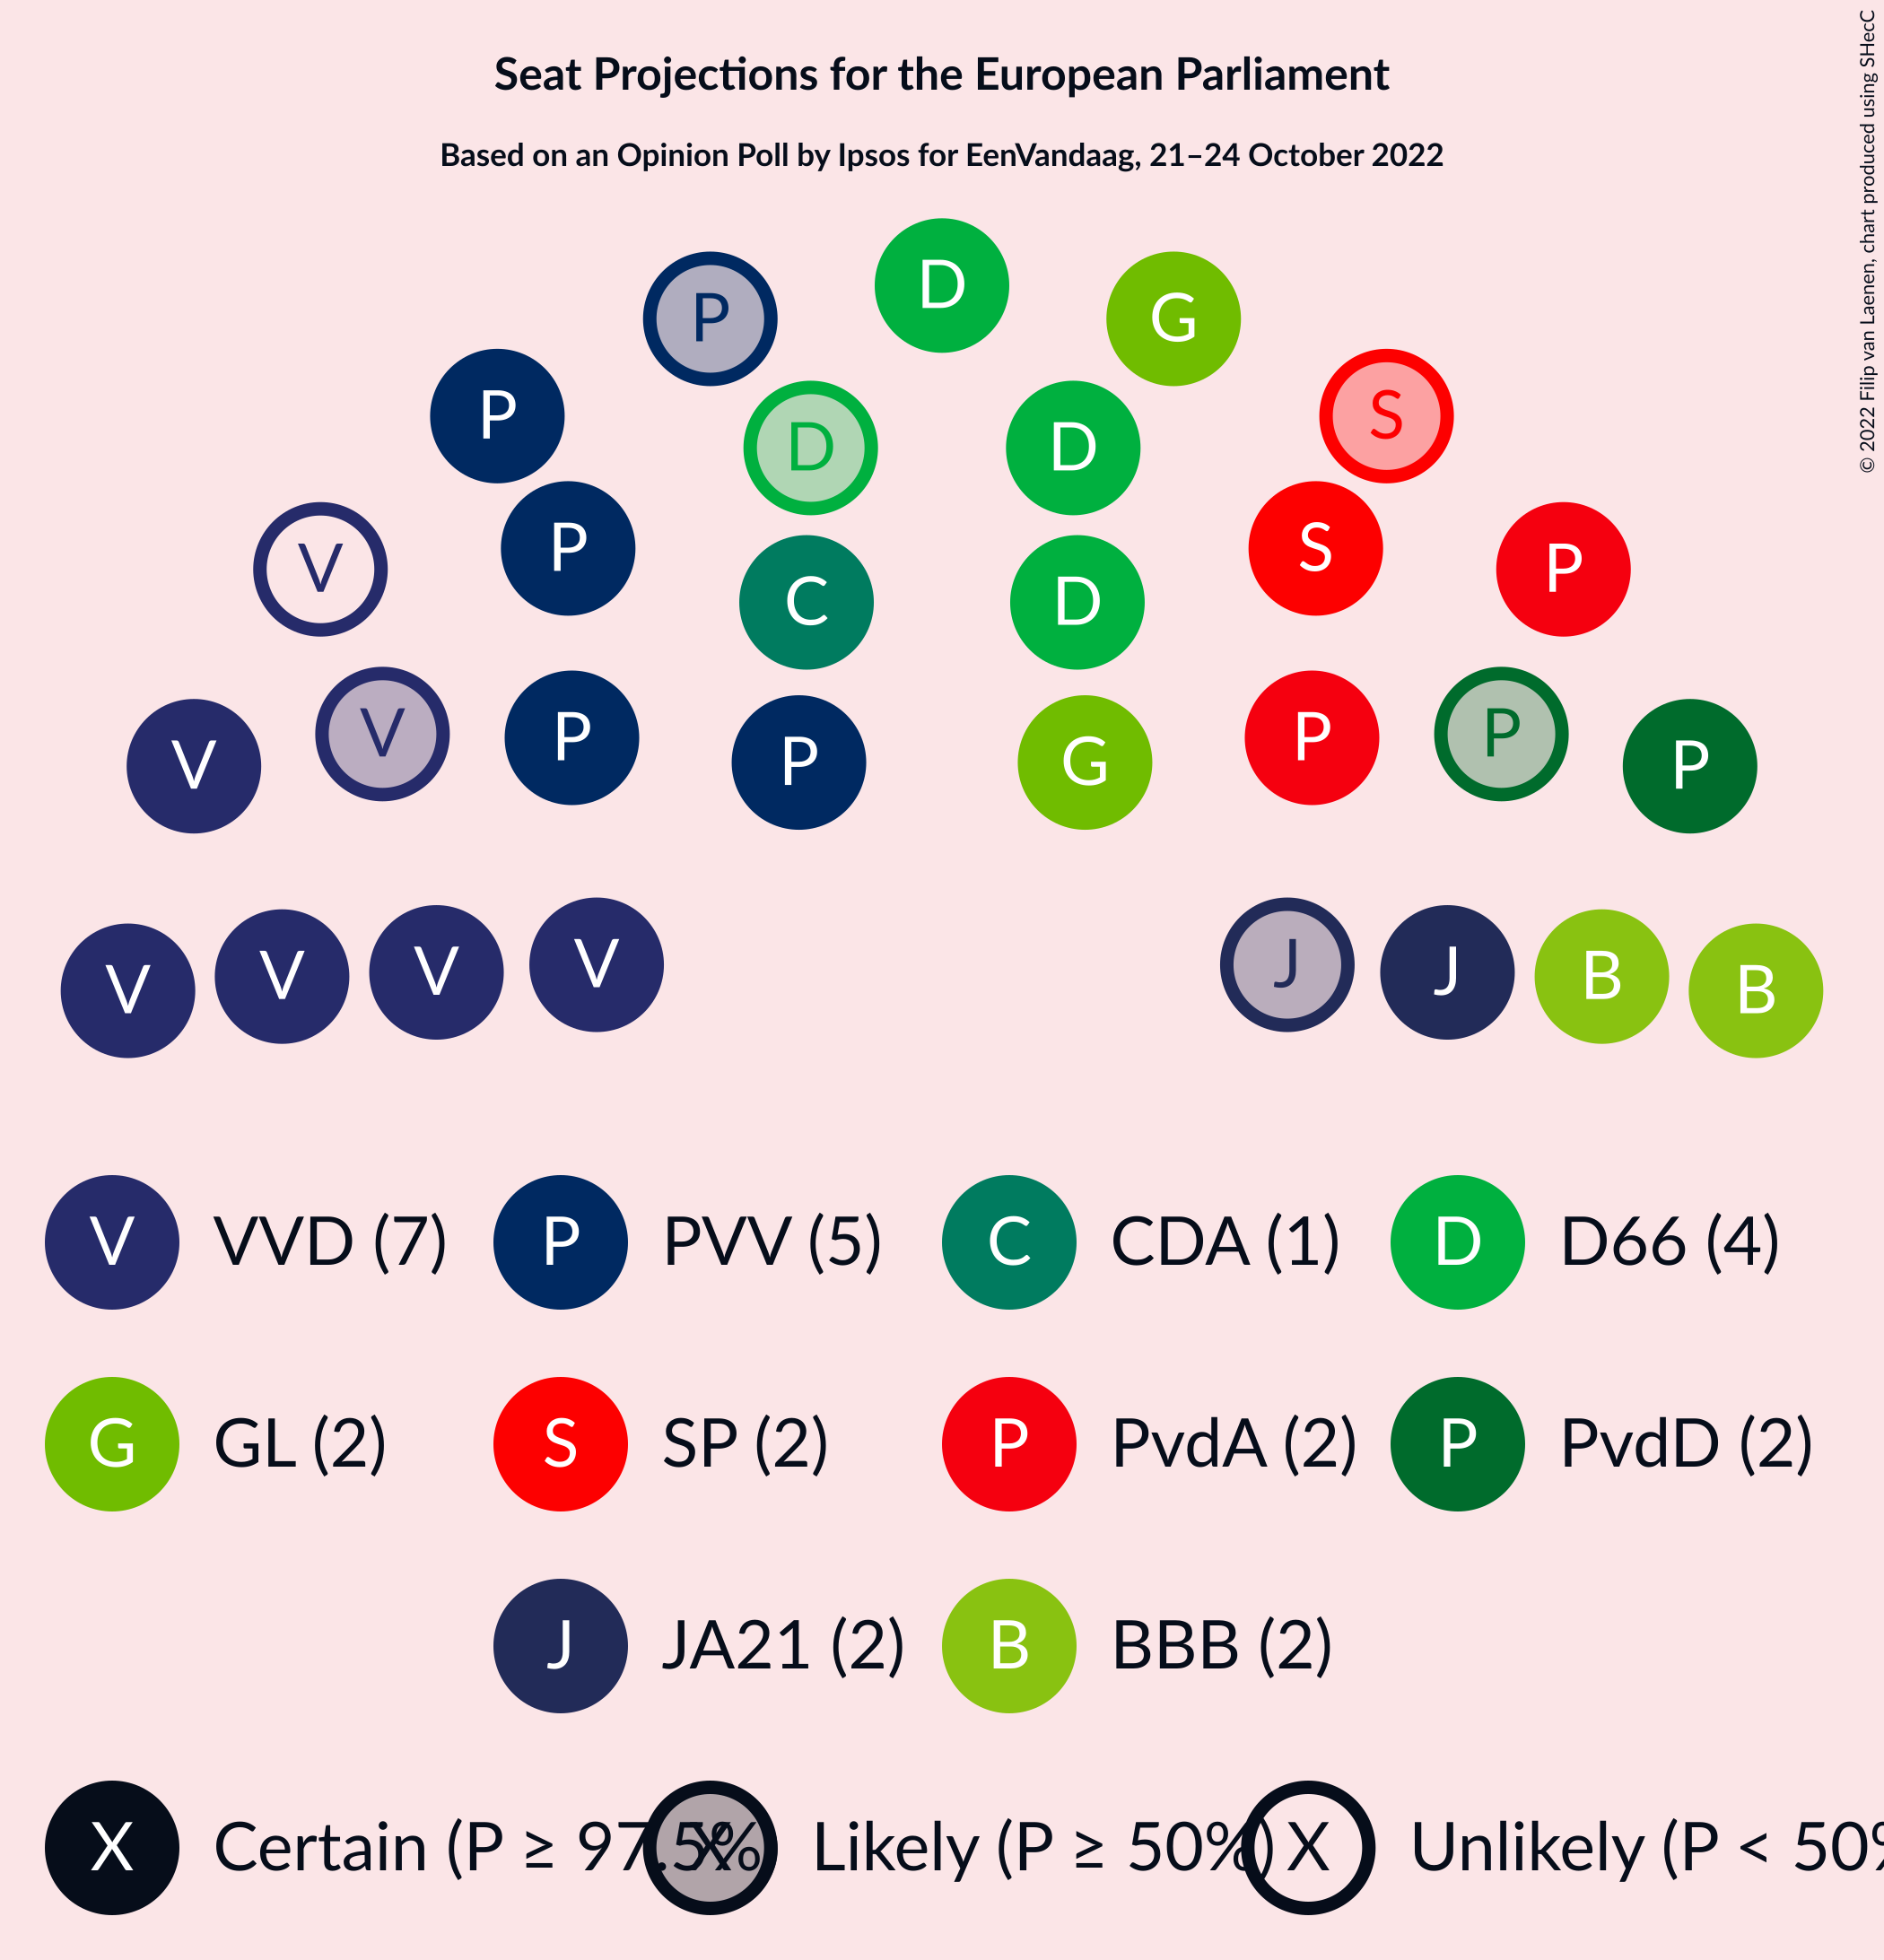 Seat Projections for the European Parliament
Based on an Opinion Poll by Ipsos for EenVandaag, 21–24 October 2022
© 2022 Filip van Laenen, chart produced using SHecC
D
P G
P S
D D
P S
V P
C D
P P
V P
P P
G
V P
V V V V J J B B
V VVD (7) P PVV (5) C CDA (1) D D66 (4)
G GL (2) S SP (2) P PvdA (2) P PvdD (2)
J JA21 (2) B BBB (2)
X Certain (P ≥ 97.5% X Likely (P ≥ 50%) X Unlikely (P < 50%